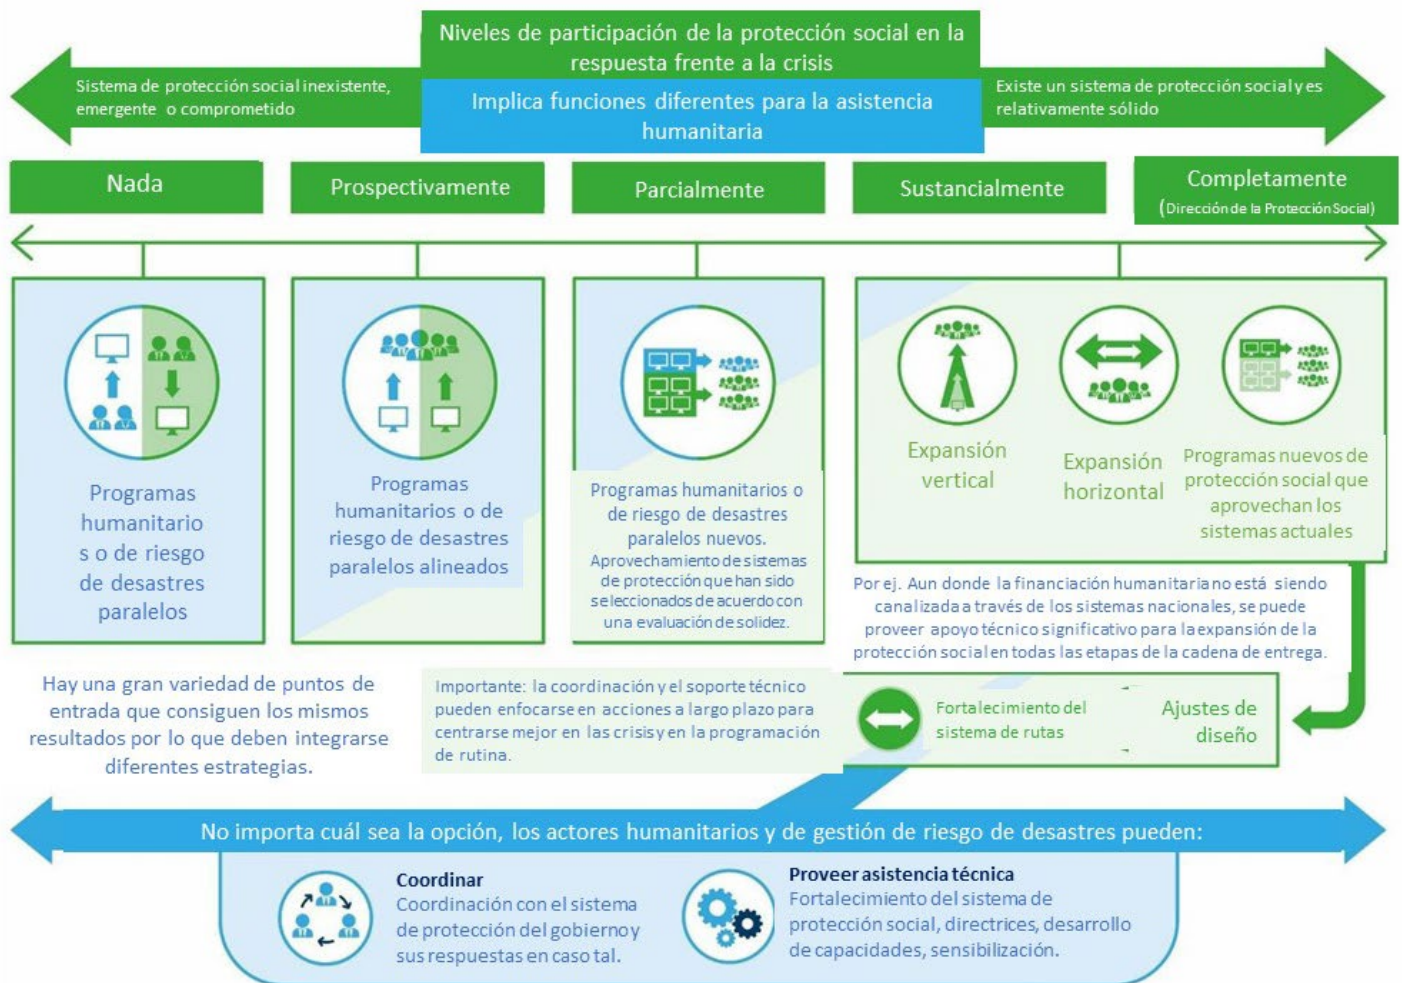 Niveles de participación de la protección social en la
respuesta frente a la crisis
Sistema de protección social inexistente,
emergente o comprometido
Implica funciones diferentes para la asistencia
humanitaria
Existe un sistema de protección social y es
relativamente sólido
Nada
Prospectivamente
Parcialmente
Sustancialmente
Completamente
(Dirección de la Protección Social)
Programas
humanitario
s o de riesgo
de desastres
paralelos
Programas
humanitarios o de
riesgo de desastres
paralelos alineados
Programas humanitarios o
de riesgo de desastres
paralelos nuevos.
Aprovechamiento de sistemas
de protección que han sido
seleccionados de acuerdo con
una evaluación de solidez.
Expansión
vertical
Expansión
horizontal
Programas nuevos de
protección social que
aprovechan los
sistemas actuales
Por ej. Aun donde la financiación humanitaria no está siendo
canalizada a través de los sistemas nacionales, se puede
proveer apoyo técnico significativo para la expansión de la
protección social en todas las etapas de la cadena de entrega.
Hay una gran variedad de puntos de
entrada que consiguen los mismos
resultados por lo que deben integrarse
diferentes estrategias.
Importante: la coordinación y el soporte técnico
pueden enfocarse en acciones a largo plazo para
centrarse mejor en las crisis y en la programación
de rutina.
Fortalecimiento del
sistema de rutas
Ajustes de
diseño
No importa cuál sea la opción, los actores humanitarios y de gestión de riesgo de desastres pueden:
Coordinar
Coordinación con el sistema
de protección del gobierno y
sus respuestas en caso tal.
Proveer asistencia técnica
Fortalecimiento del sistema de
protección social, directrices, desarrollo
de capacidades, sensibilización.